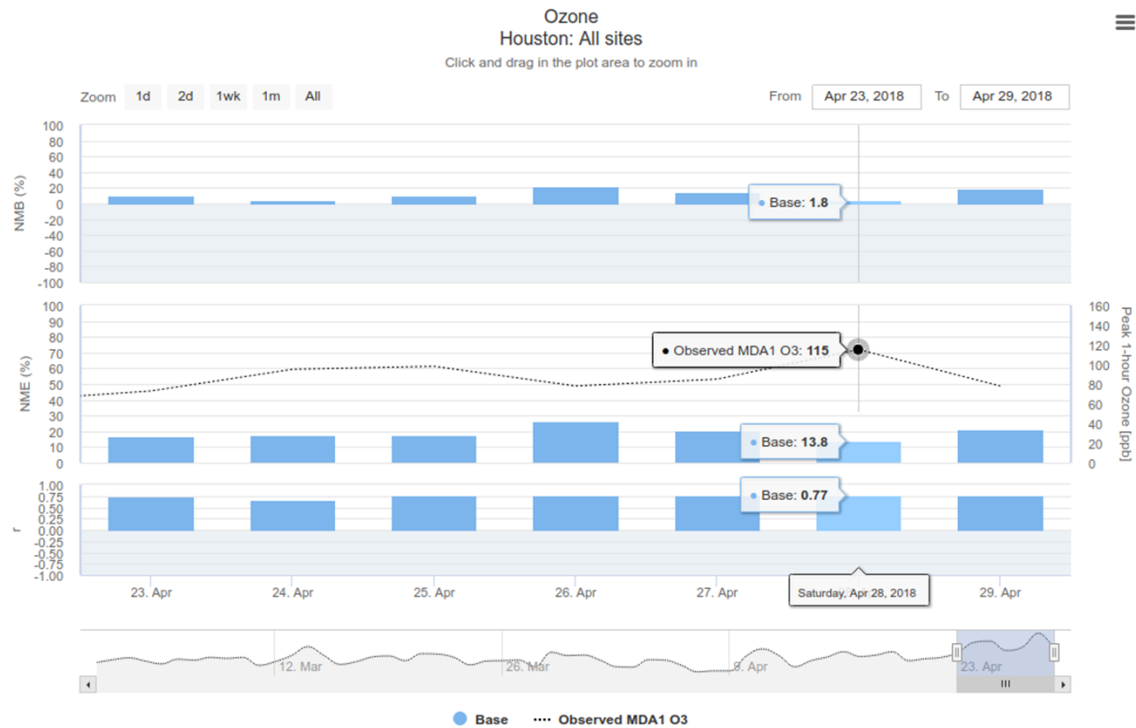 Ozone
Houston: All sites
Click and drag in the plot area to zoom in
Zoom 1d 2d 1wk 1m All From Apr 23, 2018 To Apr 29, 2018
NMB (%)
100
80
60
40
20
0
-20
-40
-60
-80
-100
Base: 1.8
NME (%)
100
90
80
70
60
50
40
30
20
10
0
Observed MDA1 O3: 115
Base: 13.8
160
140
120
100
80
60
40
20
0
Peak 1-hour Ozone [ppb]
r
1.00
0.75
0.50
0.25
0.00
-0.25
-0.50
-0.75
-1.00
Base: 0.77
23. Apr 24. Apr 25. Apr 26. Apr 27. Apr Saturday, Apr 28, 2018 29. Apr
12. Mar 26. Mar 9. Apr 23. Apr
Base Observed MDA1 O3